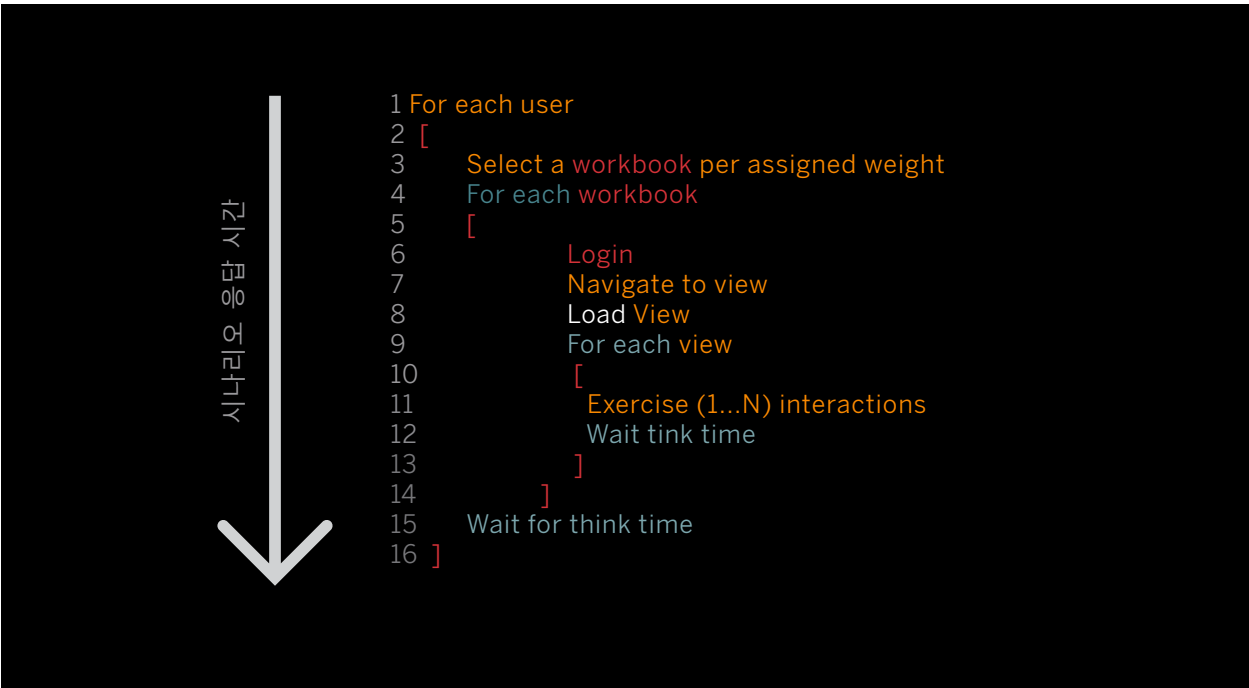 시나리오 응답 시간
1 For each user
2 [
3 Select a workbook per assigned weight
4 For each workbook
5 [
6 Login
7 Navigate to view
8 Load View
9 For each view
10 [
11 Exercise (1...N) interactions
12 Wait tink time
13 ]
14 ]
15 Wait for think time
16 ]